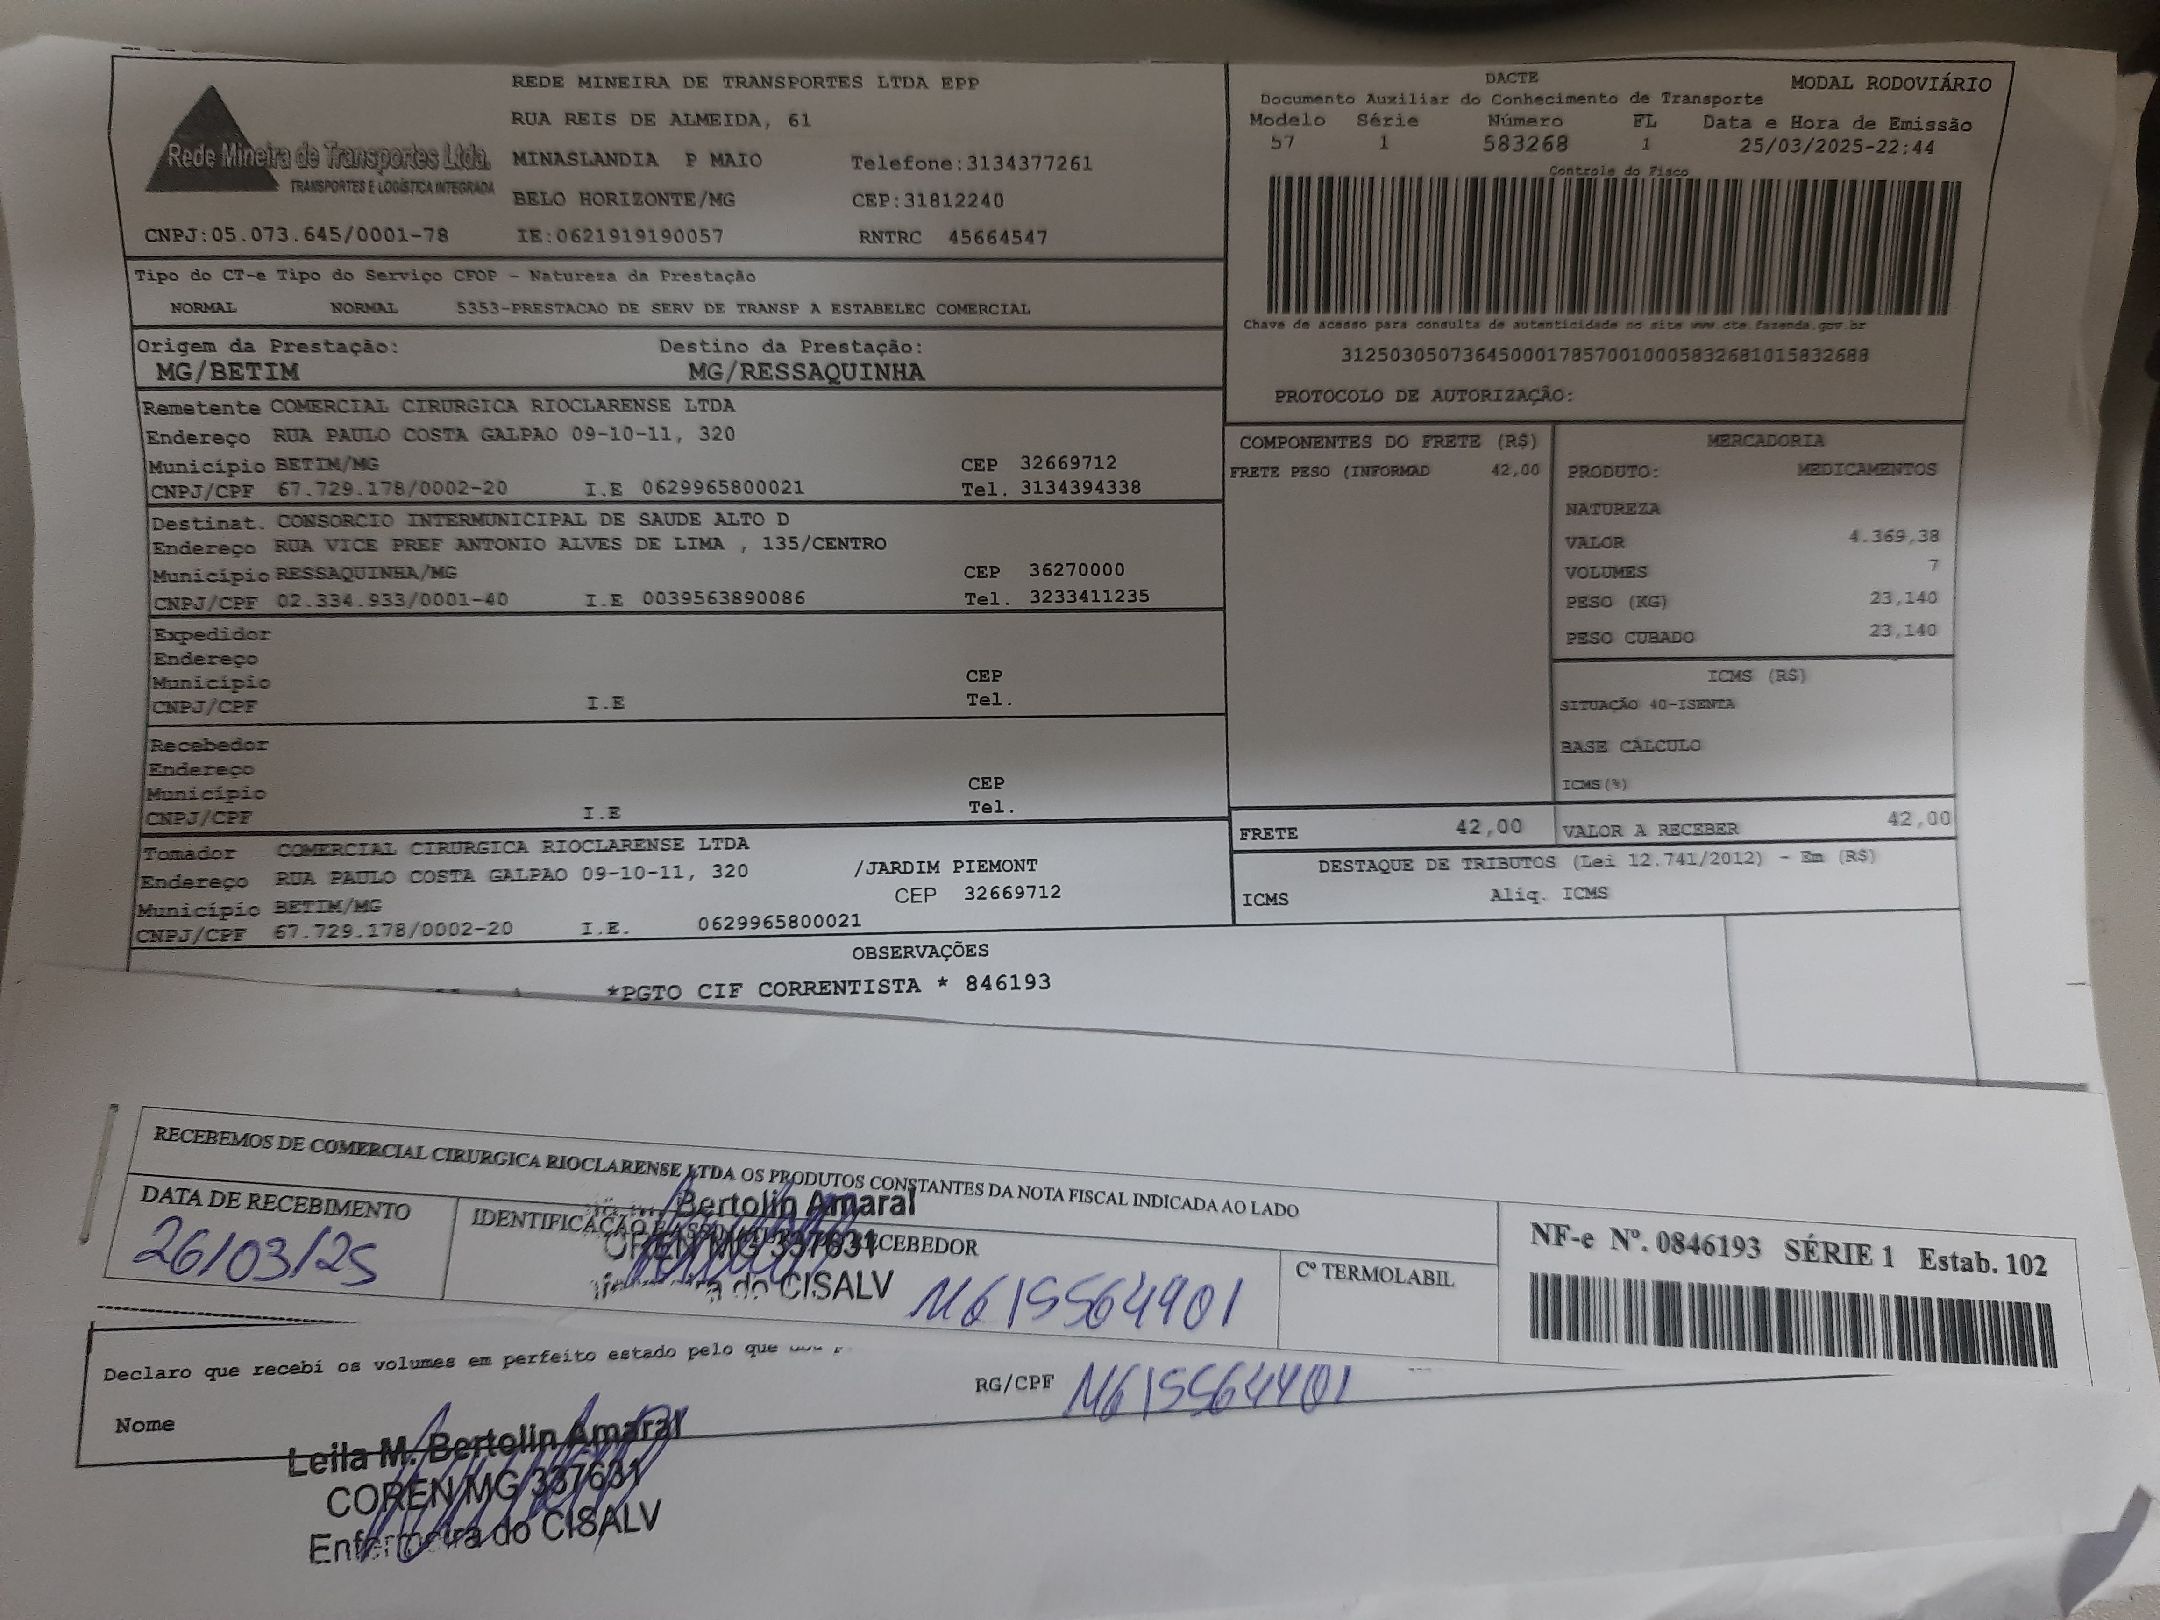 Rede Mineira de Transportes Ltda.
TRANSPORTES E LOGÍSTICA INTEGRADA
REDE MINEIRA DE TRANSPORTES LTDA EPP
RUA REIS DE ALMEIDA, 61
MINASLANDIA P MAIO Telefone:3134377261
BELO HORIZONTE/MG CEP:31812240
CNPJ:05.073.645/0001-78 IE:0621919190057 RNTRC 45664547
DACTE MODAL RODOVIÁRIO
Documento Auxiliar do Conhecimento de Transporte
Modelo Série Número FL Data e Hora de Emissão
57 1 583268 1 25/03/2025-22:44
Controle do Fisco
Chave de acesso para consulta de autenticidade no site www.cte.fazenda.gov.br
31250305073645000178570010005832681015832688
PROTOCOLO DE AUTORIZAÇÃO:
Tipo do CT-e Tipo do Serviço CFOP - Natureza da Prestação
NORMAL NORMAL 5353-PRESTACAO DE SERV DE TRANSP A ESTABELEC COMERCIAL
Origem da Prestação: Destino da Prestação:
MG/BETIM MG/RESSAQUINHA
Remetente COMERCIAL CIRURGICA RIOCLARENSE LTDA
Endereço RUA PAULO COSTA GALPAO 09-10-11, 320
Município BETIM/MG CEP 32669712
CNPJ/CPF 67.729.178/0002-20 I.E 0629965800021 Tel. 3134394338
Destinat. CONSORCIO INTERMUNICIPAL DE SAUDE ALTO D
Endereço RUA VICE PREF ANTONIO ALVES DE LIMA , 135/CENTRO
Município RESSAQUINHA/MG CEP 36270000
CNPJ/CPF 02.334.933/0001-40 I.E 0039563890086 Tel. 3233411235
Expedidor
Endereço
Município CEP
CNPJ/CPF I.E Tel.
Recebedor
Endereço
Município CEP
CNPJ/CPF I.E Tel.
Tomador COMERCIAL CIRURGICA RIOCLARENSE LTDA
Endereço RUA PAULO COSTA GALPAO 09-10-11, 320 /JARDIM PIEMONT
Município BETIM/MG CEP 32669712
CNPJ/CPF 67.729.178/0002-20 I.E. 0629965800021
COMPONENTES DO FRETE (R$)
FRETE PESO (INFORMAD 42,00
MERCADORIA
PRODUTO: MEDICAMENTOS
NATUREZA
VALOR 4.369,38
VOLUMES 7
PESO (KG) 23,140
PESO CUBADO 23,140
ICMS (R$)
SITUAÇÃO 40-ISENTA
BASE CÁLCULO
ICMS(%)
FRETE 42,00 VALOR A RECEBER 42,00
DESTAQUE DE TRIBUTOS (Lei 12.741/2012) - Em (R$)
ICMS Aliq. ICMS
OBSERVAÇÕES
*PGTO CIF CORRENTISTA * 846193
RECEBEMOS DE COMERCIAL CIRURGICA RIOCLARENSE LTDA OS PRODUTOS CONSTANTES DA NOTA FISCAL INDICADA AO LADO
DATA DE RECEBIMENTO
26/03/25
IDENTIFICAÇÃO E RECEBEDOR
Bertolin Amaral
COREN MG 337631
do CISALV
MG15564401
Cº TERMOLABIL
NF-e Nº. 0846193 SÉRIE 1 Estab. 102
Declaro que recebi os volumes em perfeito estado pelo que
Nome RG/CPF MG15564401
Leila M. Bertolin Amaral
COREN MG 337631
Enfermeira do CISALV